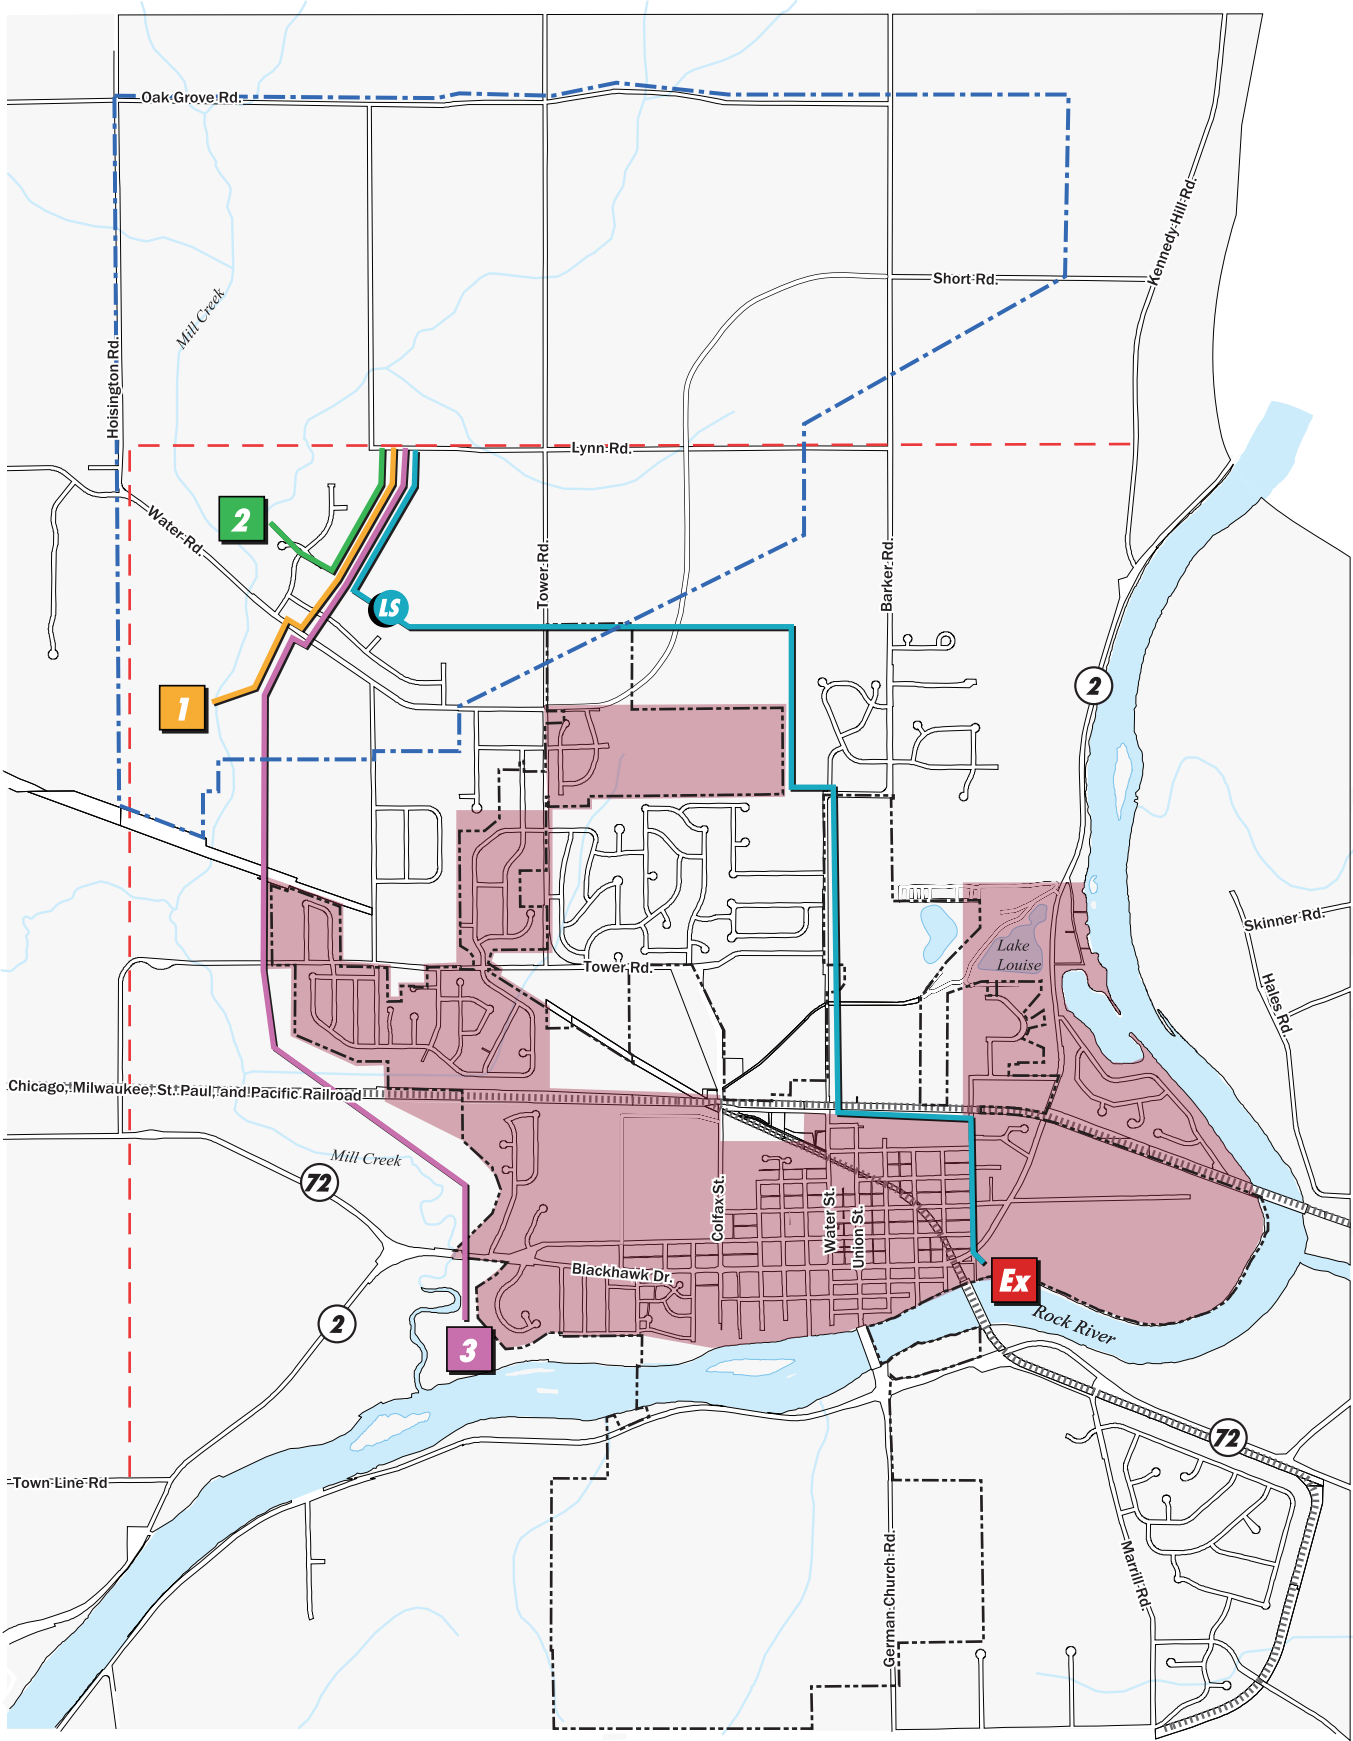 Oak Grove Rd.
Kennedy Hill Rd.
Short Rd.
Mill Creek
Hoisington Rd.
Lynn Rd.
2
Water Rd.
Tower Rd.
Barker Rd.
LS
2
1
Skinner Rd.
Lake
Louise
Tower Rd.
Hales Rd.
Chicago, Milwaukee, St. Paul, and Pacific Railroad
Mill Creek
72
Colfax St.
Water St.
Union St.
Blackhawk Dr.
Ex
Rock River
2
3
72
Town Line Rd
German Church Rd.
Marrill Rd.